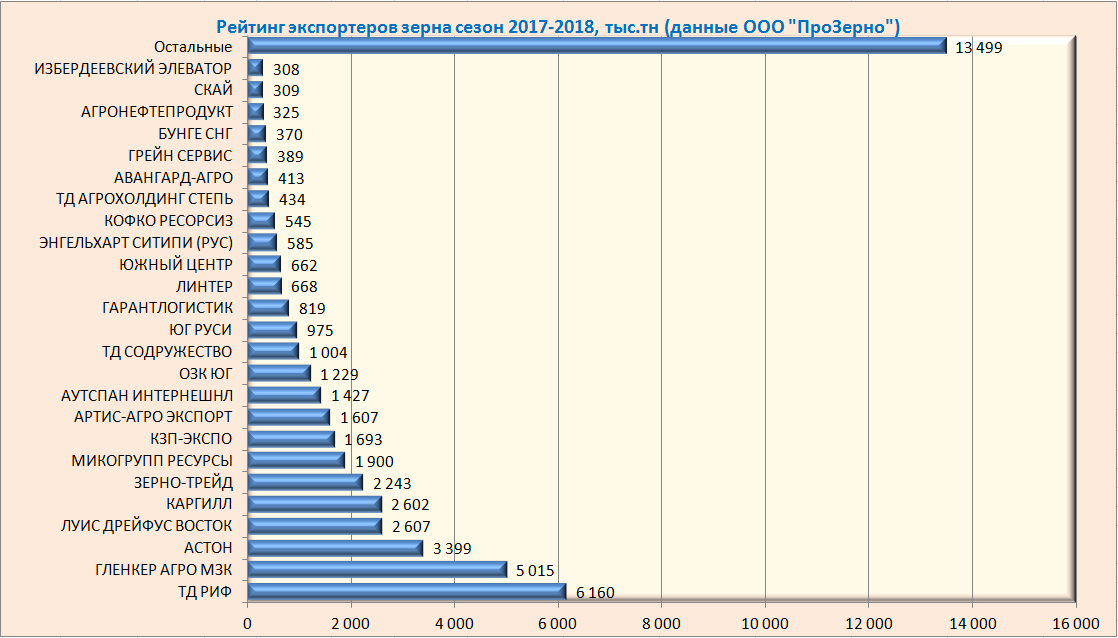 Рейтинг экспортеров зерна сезон 2017-2018, тыс.тн (данные ООО "ПроЗерно")
Остальные 13 499
ИЗБЕРДЕЕВСКИЙ ЭЛЕВАТОР 308
СКАЙ 309
АГРОНЕФТЕПРОДУКТ 325
БУНГЕ СНГ 370
ГРЕЙН СЕРВИС 389
АВАНГАРД-АГРО 413
ТД АГРОХОЛДИНГ СТЕПЬ 434
КОФКО РЕСОРСИЗ 545
ЭНГЕЛЬХАРТ СИТИПИ (РУС) 585
ЮЖНЫЙ ЦЕНТР 662
ЛИНТЕР 668
ГАРАНТЛОГИСТИК 819
ЮГ РУСИ 975
ТД СОДРУЖЕСТВО 1 004
ОЗК ЮГ 1 229
АУТСПАН ИНТЕРНЕШНЛ 1 427
АРТИС-АГРО ЭКСПОРТ 1 607
КЗП-ЭКСПО 1 693
МИКОГРУПП РЕСУРСЫ 1 900
ЗЕРНО-ТРЕЙД 2 243
КАРГИЛЛ 2 602
ЛУИС ДРЕЙФУС ВОСТОК 2 607
АСТОН 3 399
ГЛЕНКЕР АГРО МЗК 5 015
ТД РИФ 6 160
0 2 000 4 000 6 000 8 000 10 000 12 000 14 000 16 000